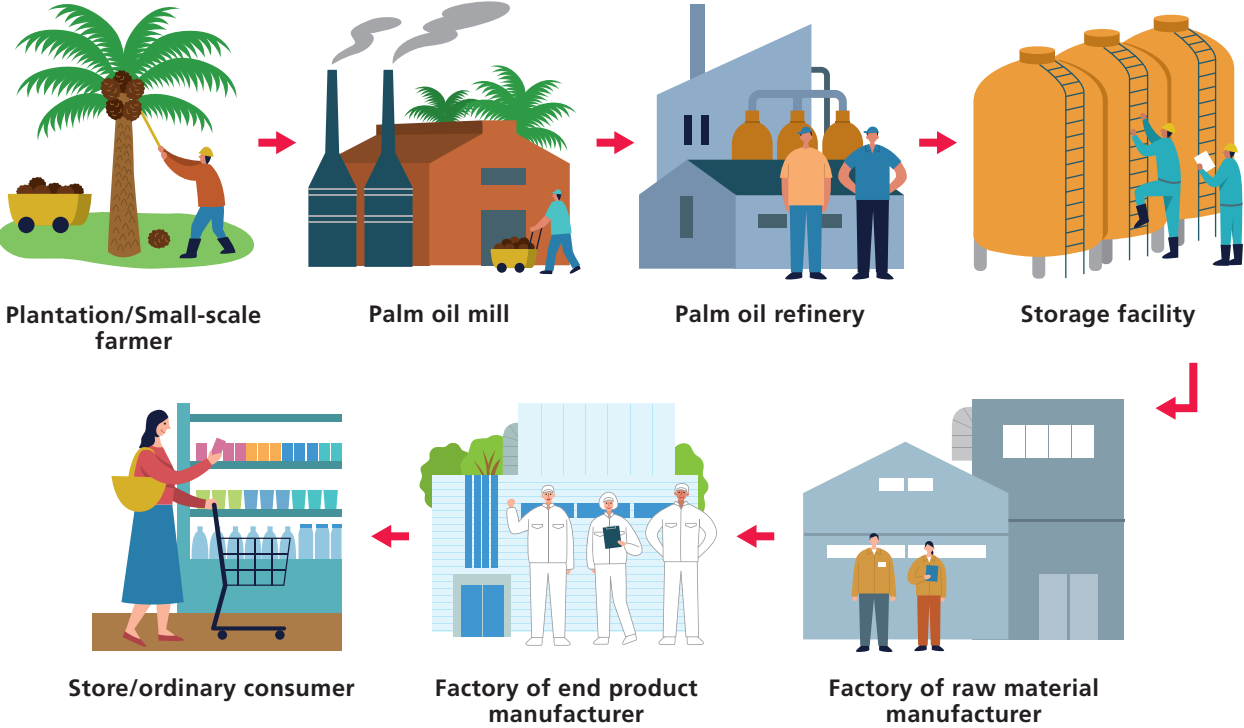 Plantation/Small-scale
farmer
Palm oil mill
Palm oil refinery
Storage facility
Store/ordinary consumer
Factory of end product
manufacturer
Factory of raw material
manufacturer